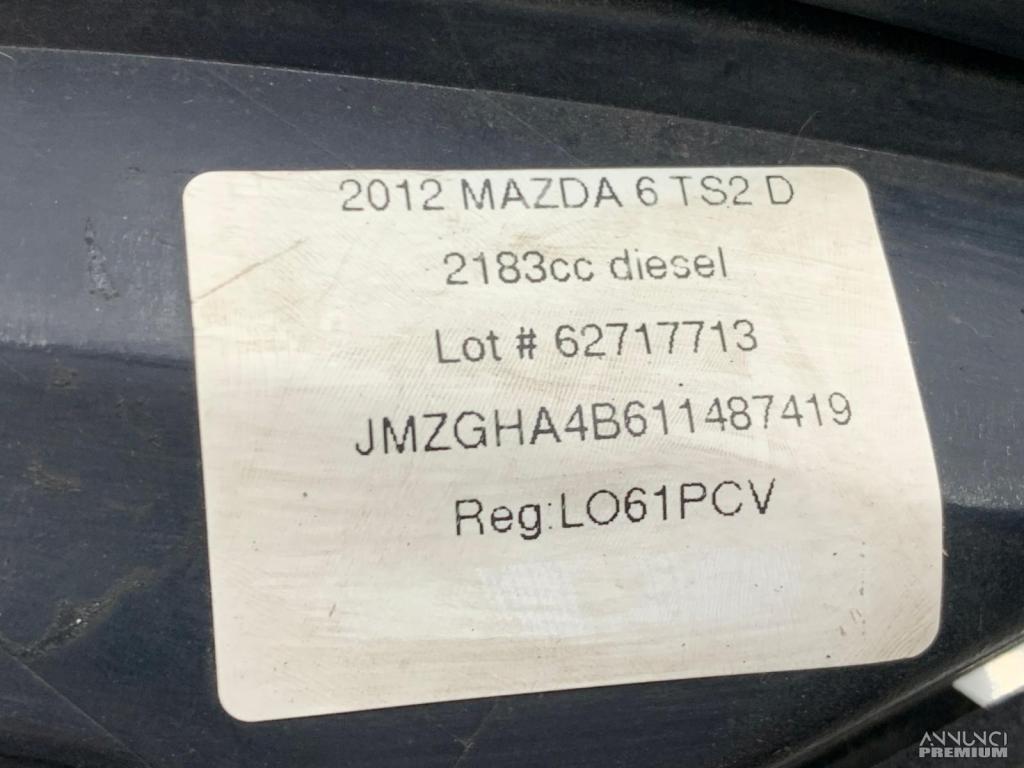 2012 MAZDA 6 TS2 D
2183cc diesel
Lot # 62717713
JMZGHA4B611487419
Reg:LO61PCV
ANNUNCI
PREMIUM